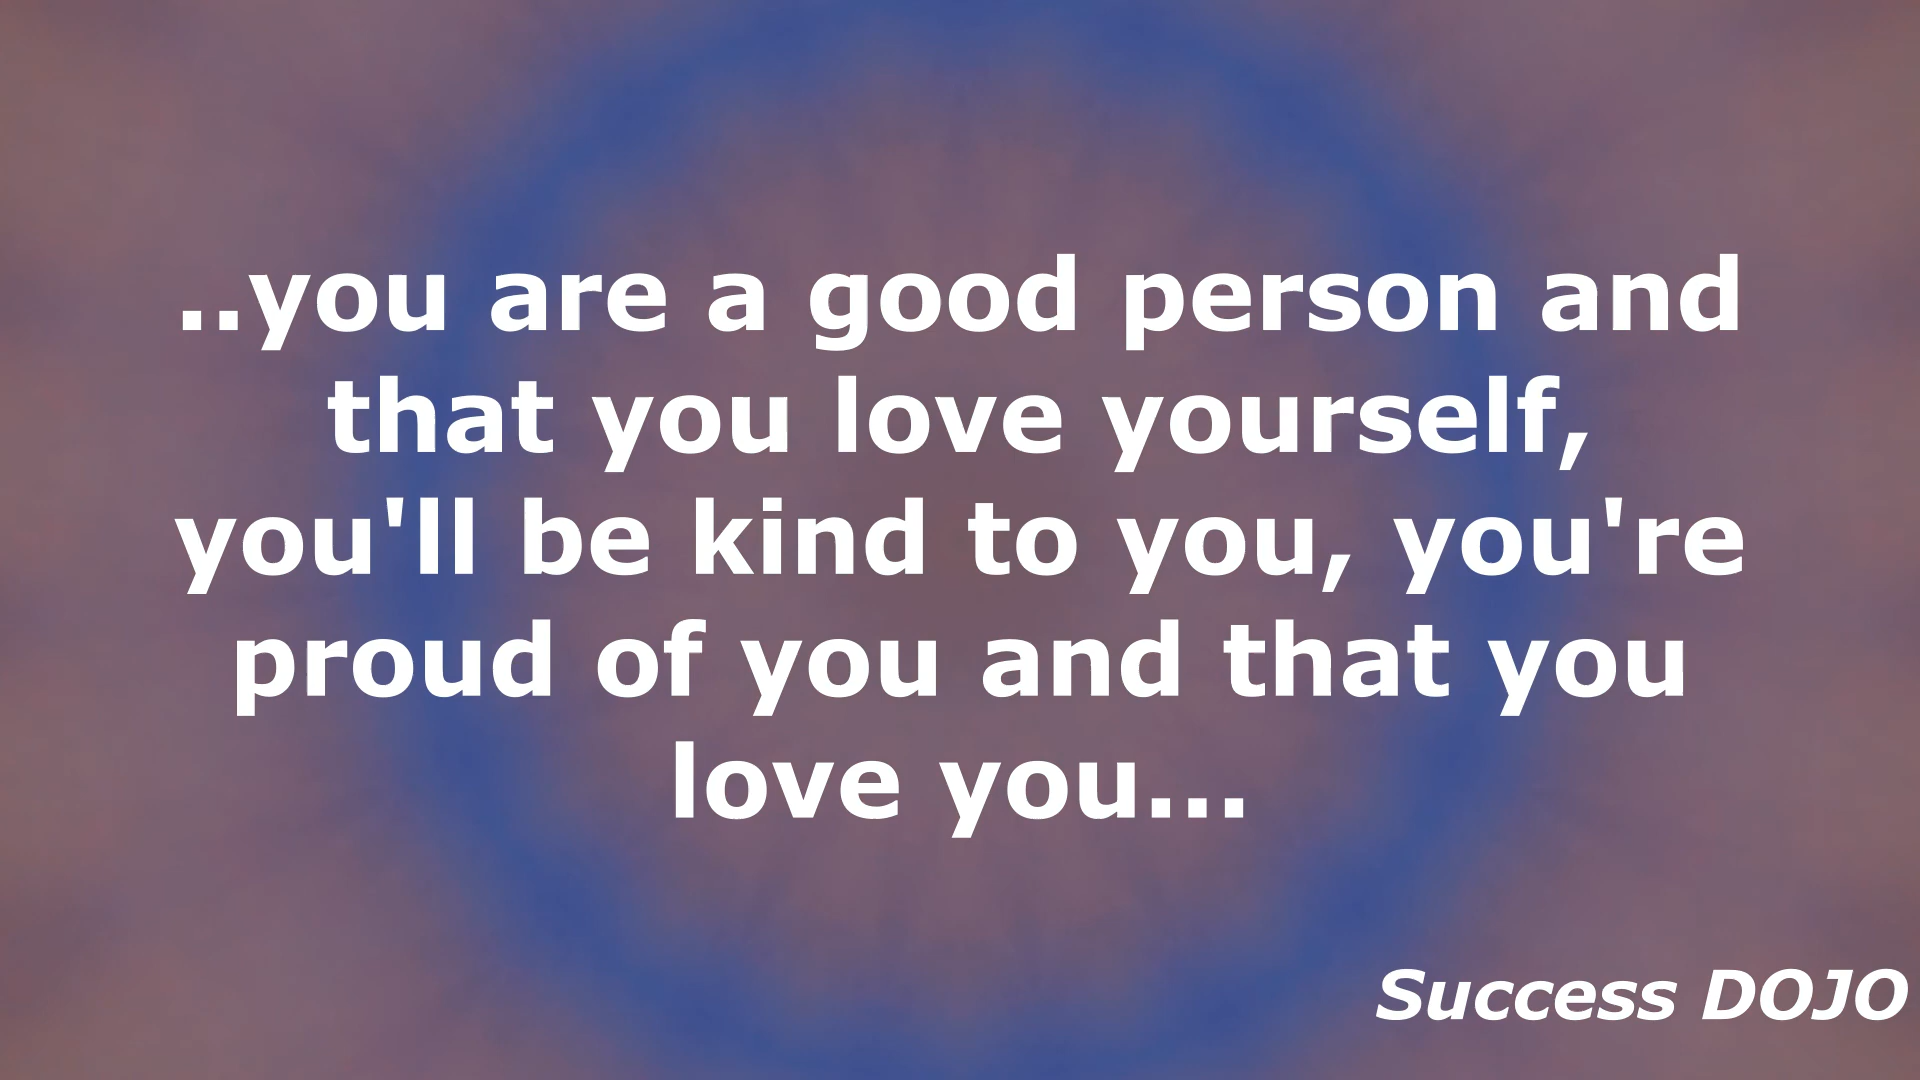 ..you are a good person and
that you love yourself,
you'll be kind to you, you're
proud of you and that you
love you...
Success DOJO